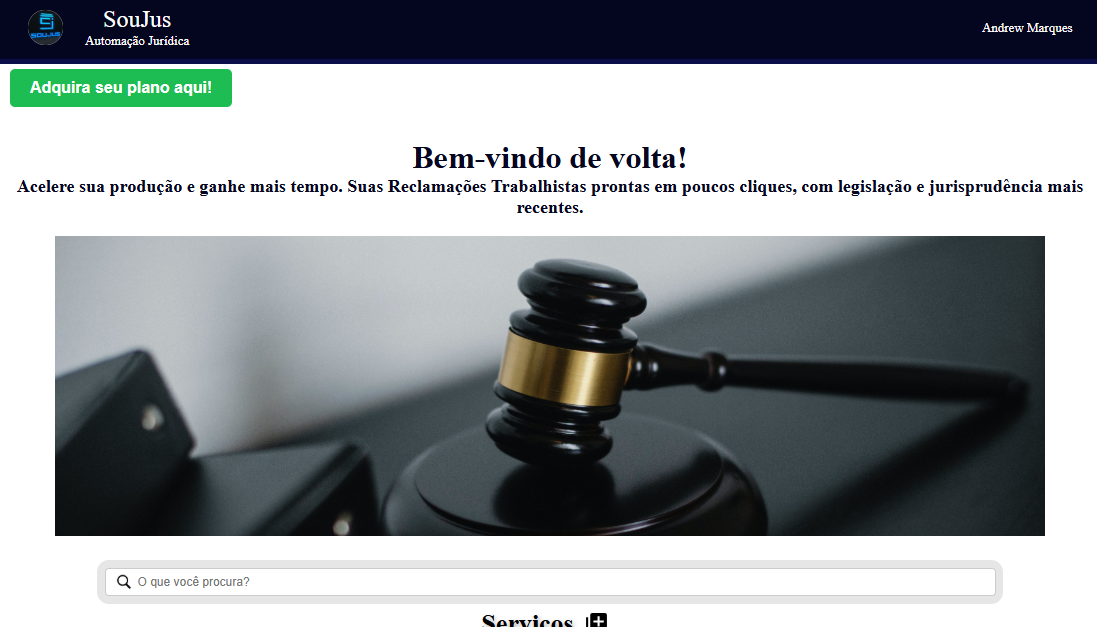 SOUJUS
SouJus
Automação Jurídica
Andrew Marques
Adquira seu plano aqui!
Bem-vindo de volta!
Acelere sua produção e ganhe mais tempo. Suas Reclamações Trabalhistas prontas em poucos cliques, com legislação e jurisprudência mais
recentes.
O que você procura?
Serviços